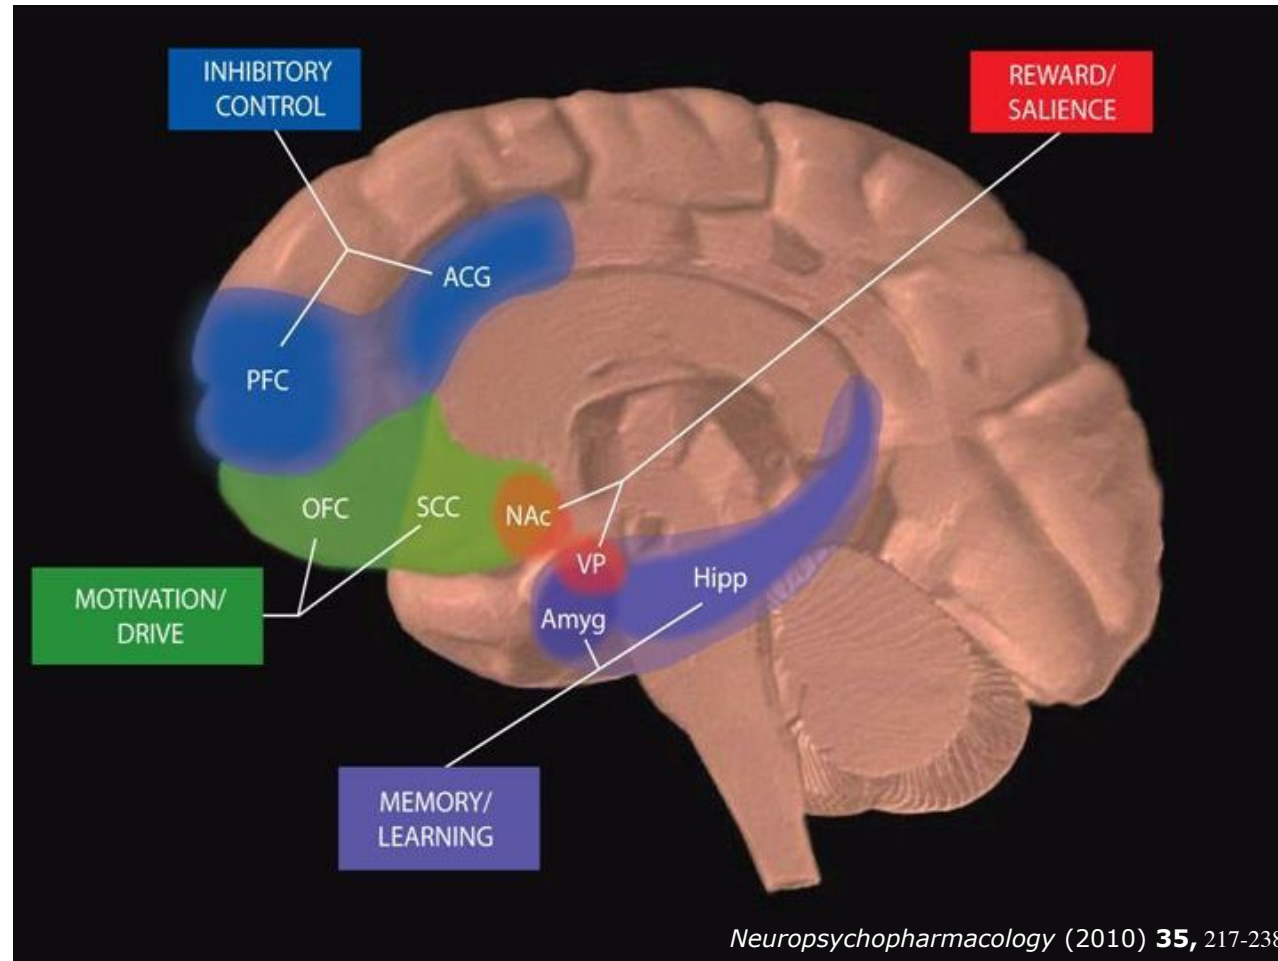 INHIBITORY
CONTROL
REWARD/
SALIENCE
ACG
PFC
OFC
SCC
NAc
VP
Hipp
Amyg
MOTIVATION/
DRIVE
MEMORY/
LEARNING
Neuropsychopharmacology (2010) 35, 217-238